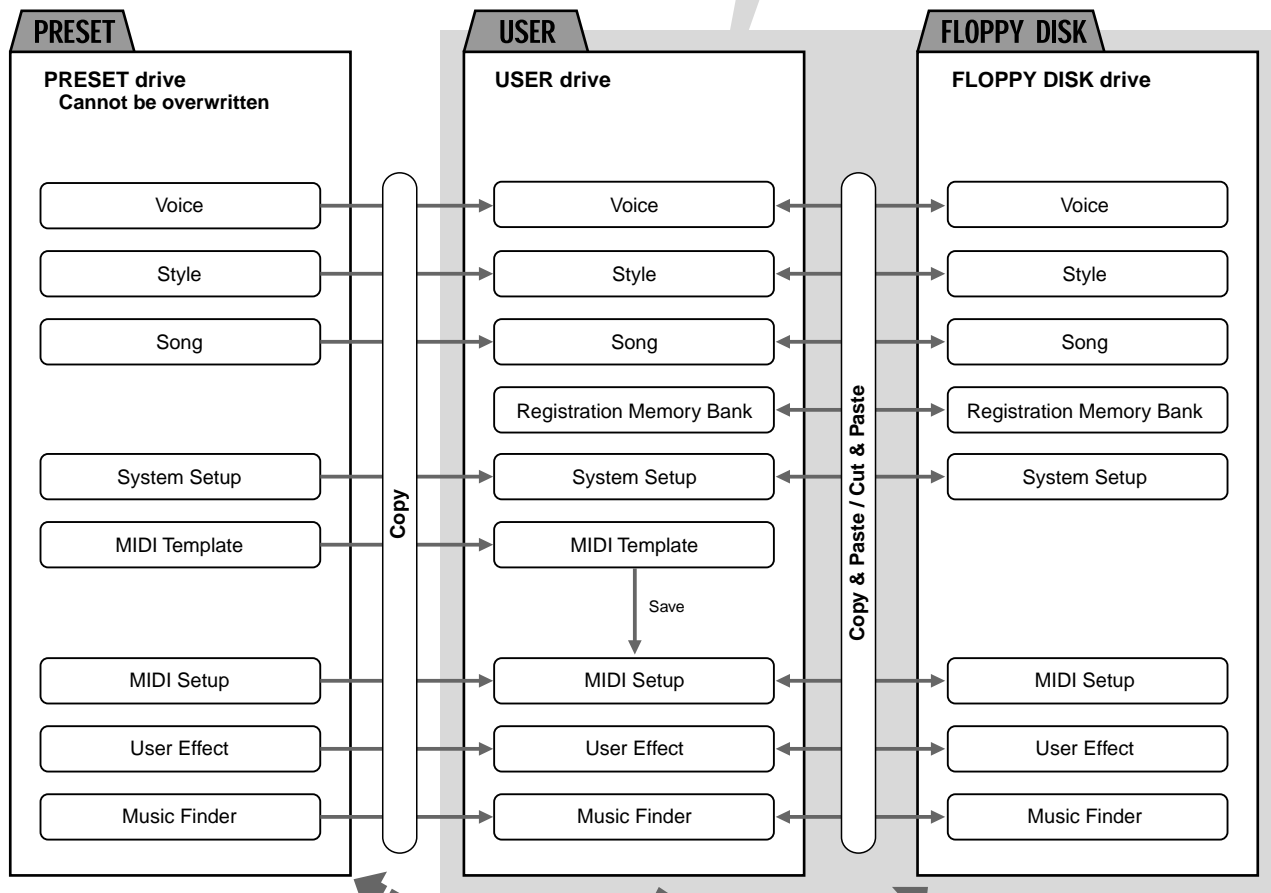 PRESET
PRESET drive
Cannot be overwritten
Voice
Style
Song
System Setup
MIDI Template
MIDI Setup
User Effect
Music Finder
Copy
USER
USER drive
Voice
Style
Song
Registration Memory Bank
System Setup
MIDI Template
Save
MIDI Setup
User Effect
Music Finder
Copy & Paste / Cut & Paste
FLOPPY DISK
FLOPPY DISK drive
Voice
Style
Song
Registration Memory Bank
System Setup
MIDI Setup
User Effect
Music Finder